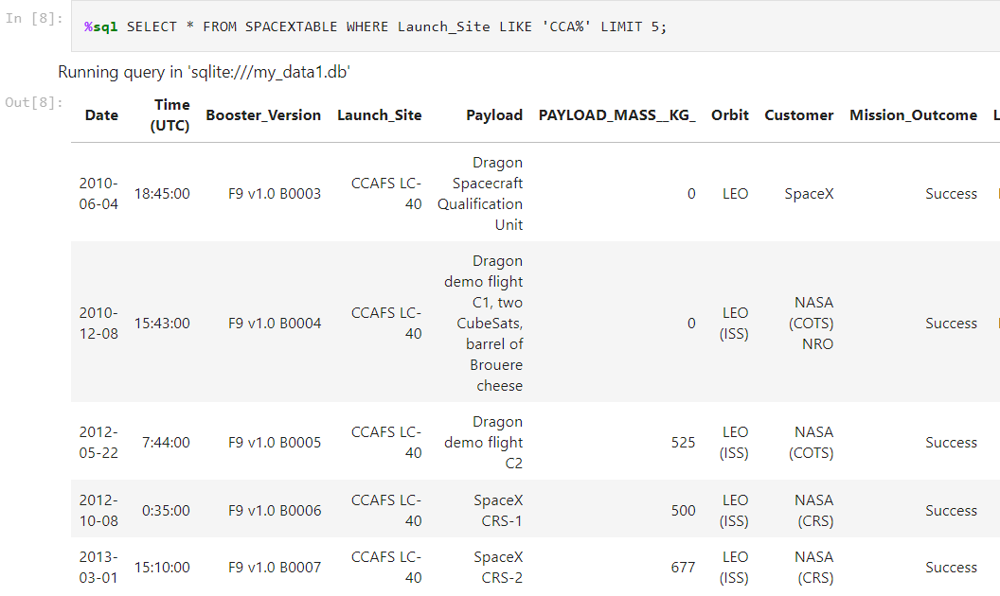 In [8]:
%sql SELECT * FROM SPACEXTABLE WHERE Launch_Site LIKE 'CCA%' LIMIT 5;
Running query in 'sqlite:///my_data1.db'
Out[8]:
Date Time (UTC) Booster_Version Launch_Site Payload PAYLOAD_MASS__KG_ Orbit Customer Mission_Outcome
2010-06-04 18:45:00 F9 v1.0 B0003 CCAFS LC-40 Dragon Spacecraft Qualification Unit 0 LEO SpaceX Success
2010-12-08 15:43:00 F9 v1.0 B0004 CCAFS LC-40 Dragon demo flight C1, two CubeSats, barrel of Brouere cheese 0 LEO (ISS) NASA (COTS) NRO Success
2012-05-22 7:44:00 F9 v1.0 B0005 CCAFS LC-40 Dragon demo flight C2 525 LEO (ISS) NASA (COTS) Success
2012-10-08 0:35:00 F9 v1.0 B0006 CCAFS LC-40 SpaceX CRS-1 500 LEO (ISS) NASA (CRS) Success
2013-03-01 15:10:00 F9 v1.0 B0007 CCAFS LC-40 SpaceX CRS-2 677 LEO (ISS) NASA (CRS) Success